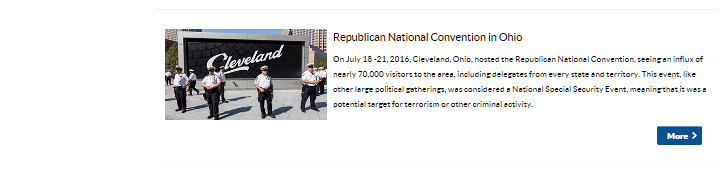 Cleveland
Republican National Convention in Ohio
On July 18 -21, 2016, Cleveland, Ohio, hosted the Republican National Convention, seeing an influx of
nearly 70,000 visitors to the area, including delegates from every state and territory. This event, like
other large political gatherings, was considered a National Special Security Event, meaning that it was a
potential target for terrorism or other criminal activity.
More